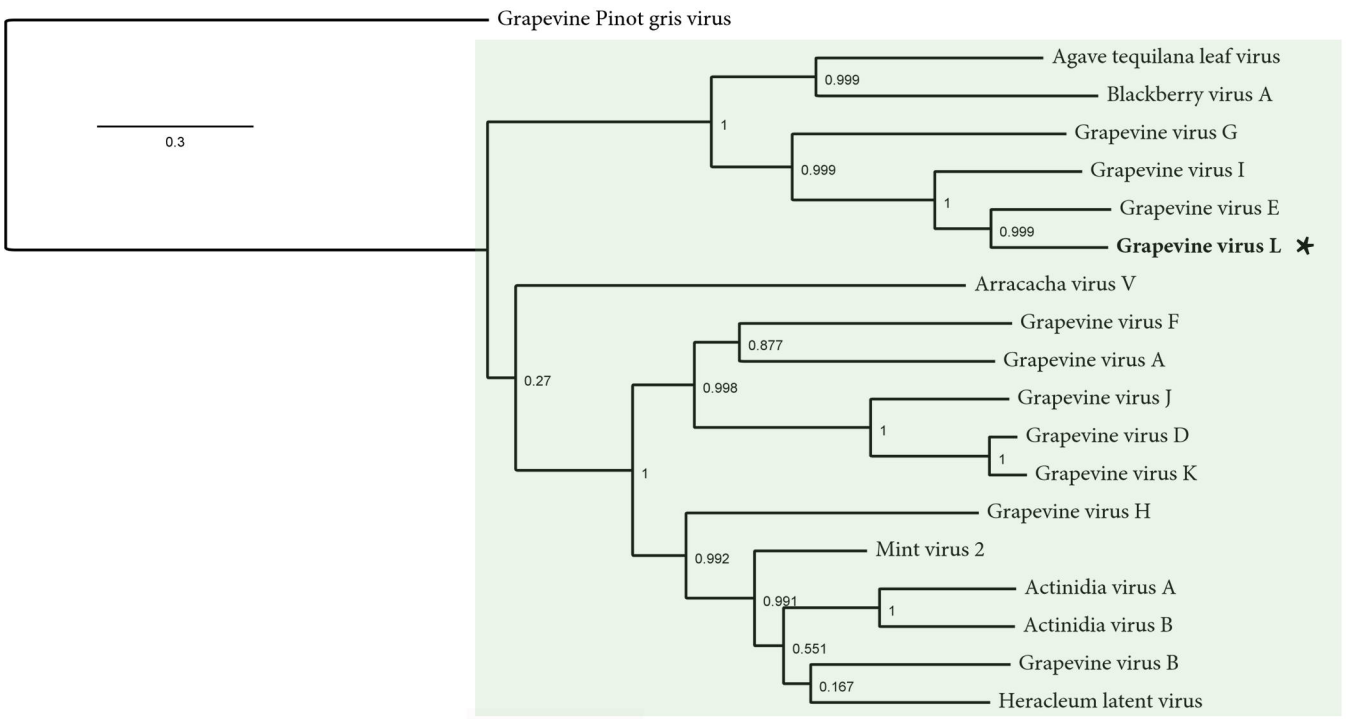 Grapevine Pinot gris virus
Agave tequilana leaf virus
0.999
Blackberry virus A
1
0.3
Grapevine virus G
0.999
Grapevine virus I
1
Grapevine virus E
0.999
Grapevine virus L
Arracacha virus V
Grapevine virus F
0.877
Grapevine virus A
0.27
0.998
Grapevine virus J
1
Grapevine virus D
1
Grapevine virus K
1
Grapevine virus H
0.992
Mint virus 2
0.991
Actinidia virus A
1
Actinidia virus B
0.551
Grapevine virus B
0.167
Heracleum latent virus